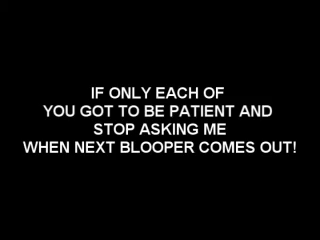 IF ONLY EACH OF
YOU GOT TO BE PATIENT AND
STOP ASKING ME
WHEN NEXT BLOOPER COMES OUT!